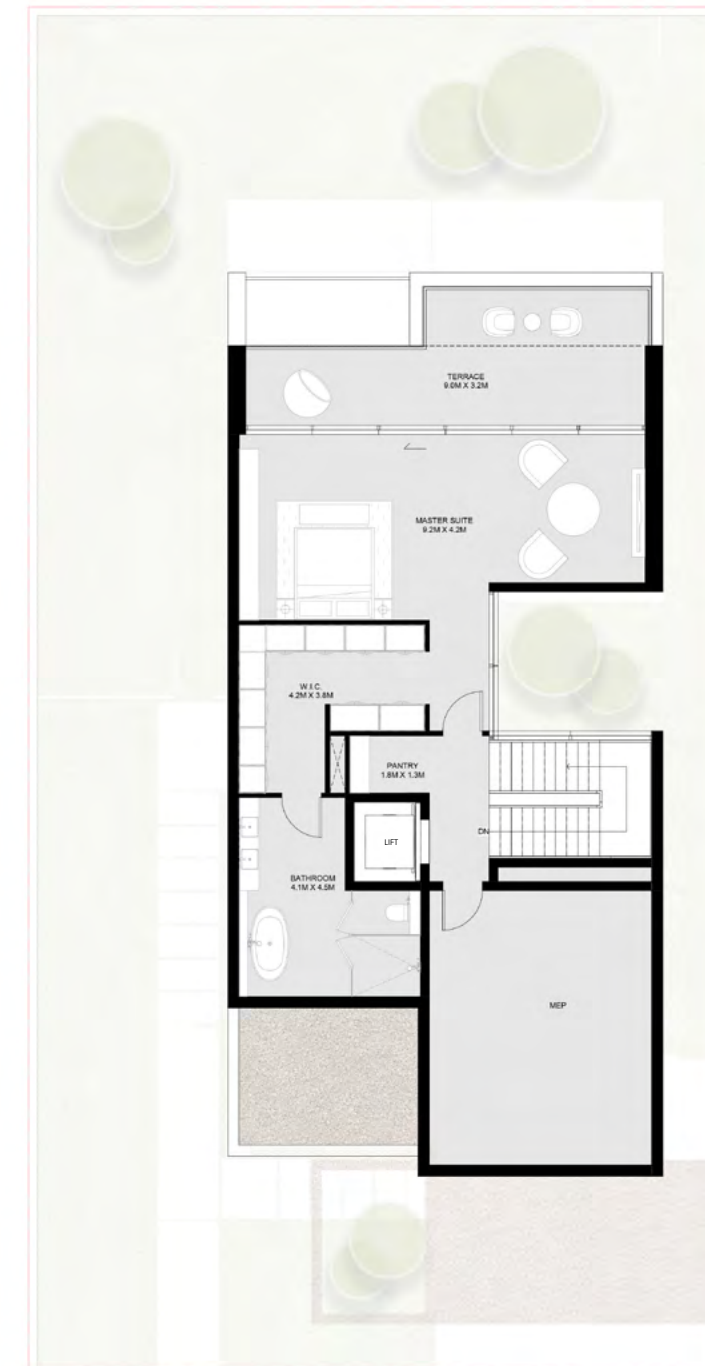 TERRACE
9.0M X 3.2M
MASTER SUITE
9.2M X 4.2M
W.I.C.
4.2M X 3.8M
PANTRY
1.8M X 1.3M
DN
LIFT
BATHROOM
4.1M X 4.5M
MEP